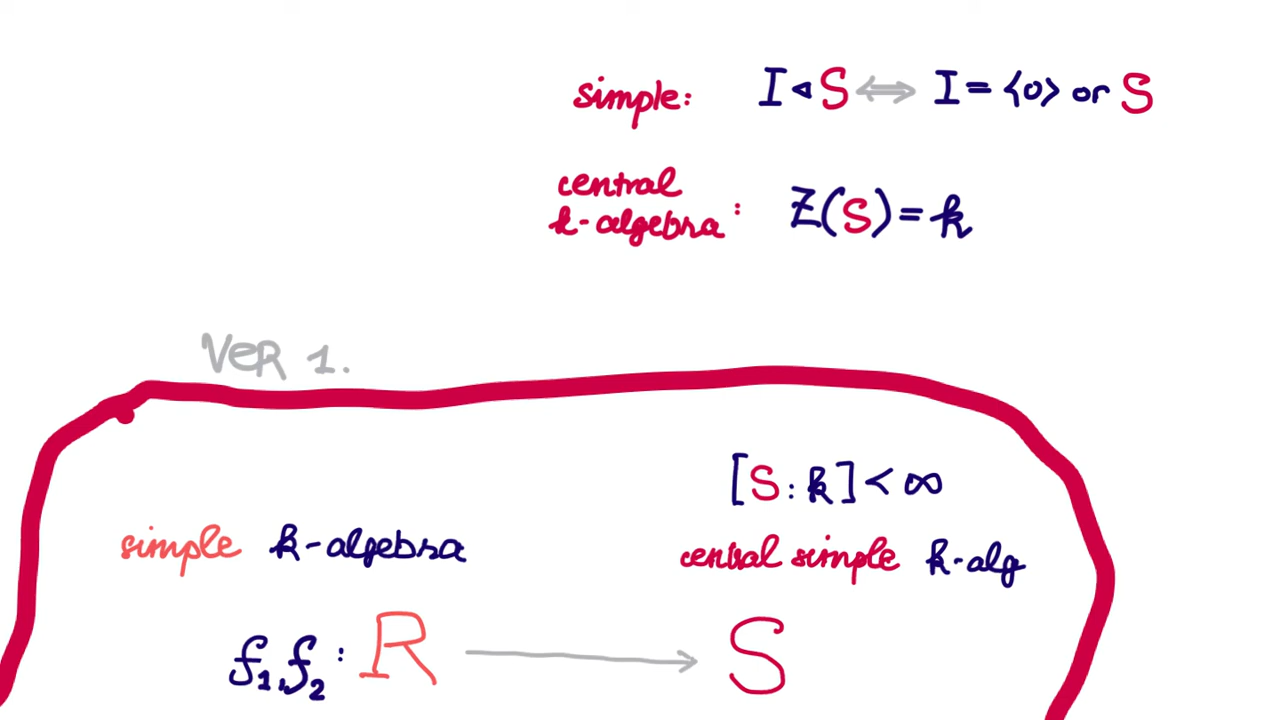 simple: I ◃ S ⟺ I = ⟨0⟩ or S
central
k-algebra : Z(S) = k
VER 1.
[S : k] < ∞
simple k-algebra central simple k-alg
f₁, f₂ : R ⟶ S